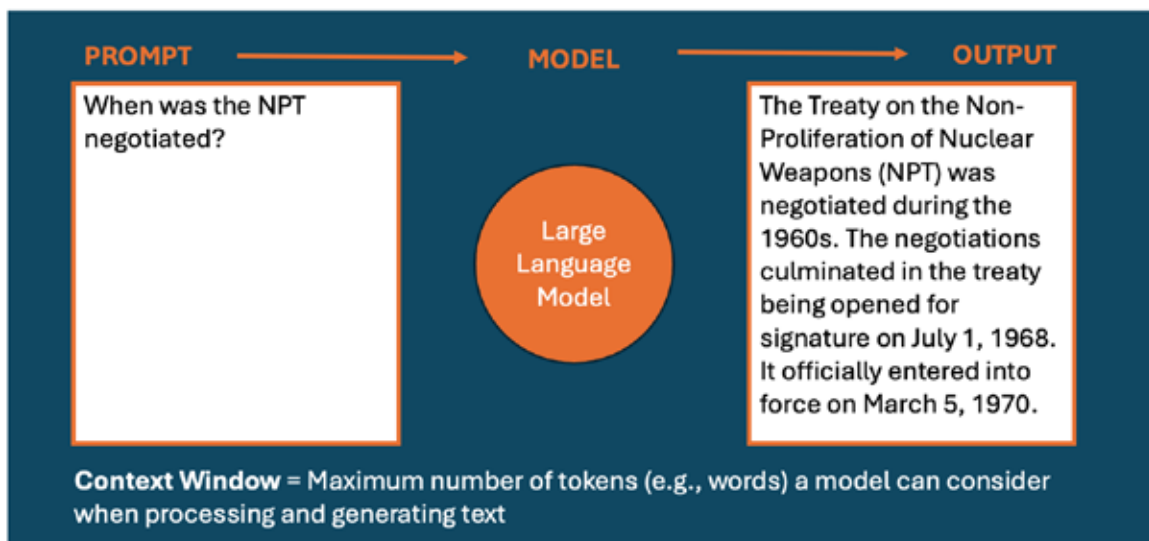 PROMPT
MODEL
OUTPUT
When was the NPT
negotiated?
Large
Language
Model
The Treaty on the Non-
Proliferation of Nuclear
Weapons (NPT) was
negotiated during the
1960s. The negotiations
culminated in the treaty
being opened for
signature on July 1, 1968.
It officially entered into
force on March 5, 1970.
Context Window = Maximum number of tokens (e.g., words) a model can consider
when processing and generating text